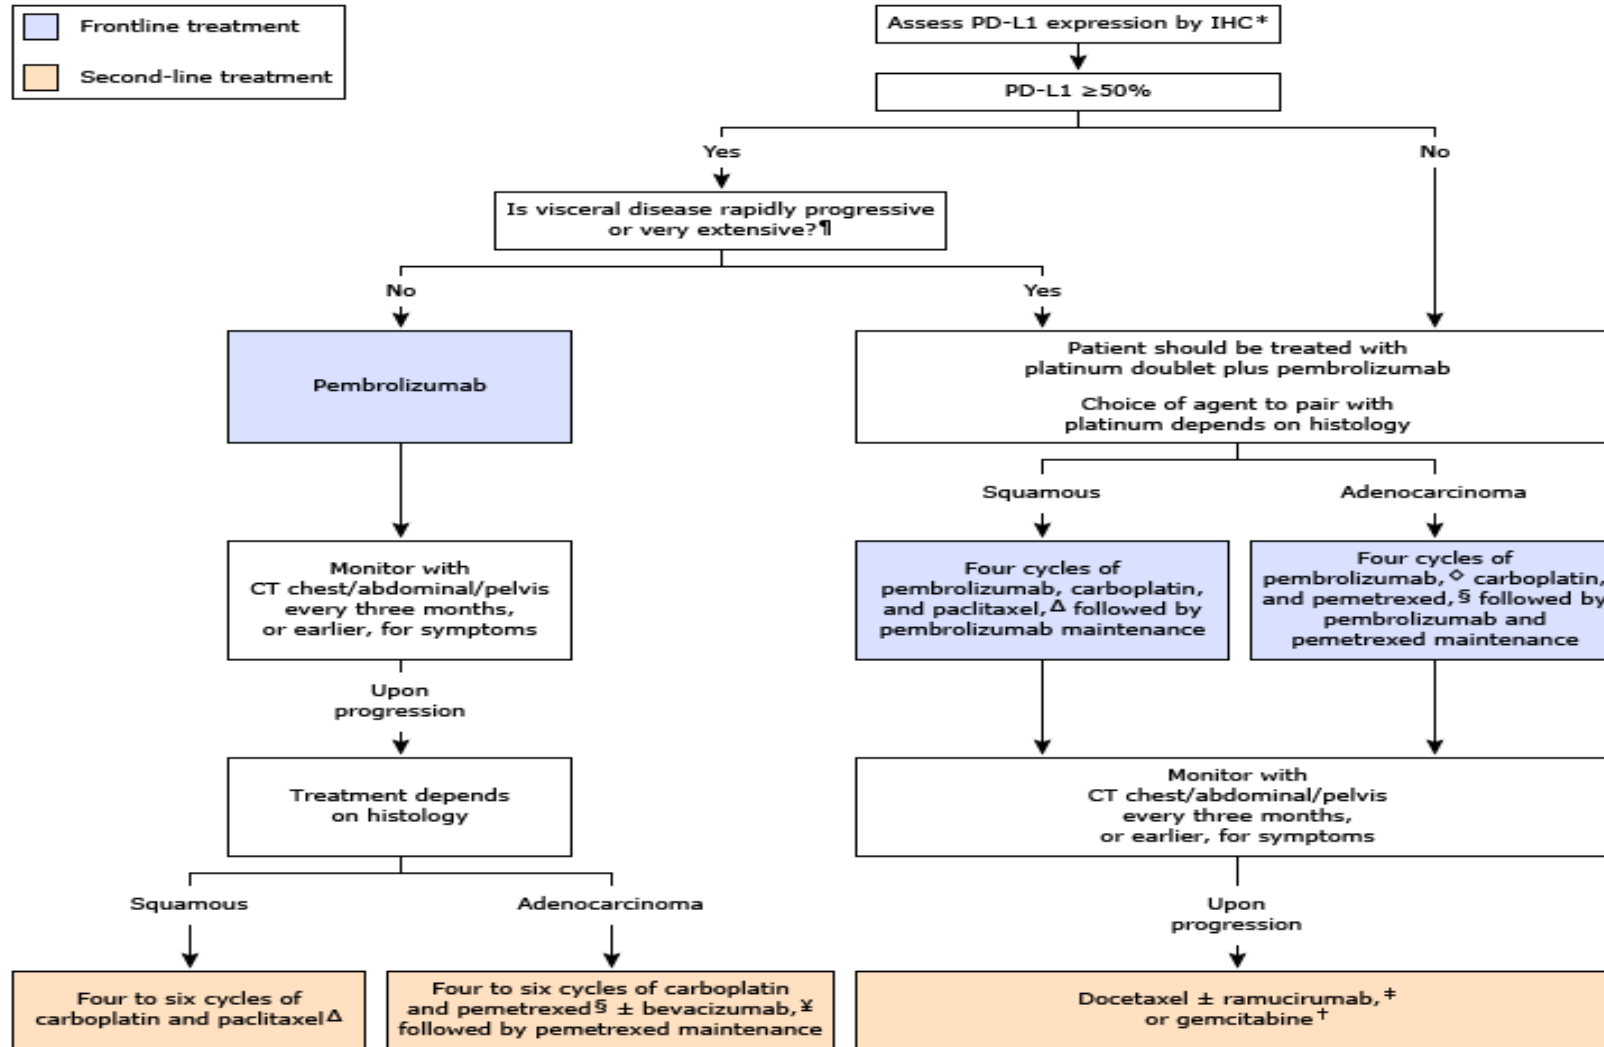 Frontline treatment
Second-line treatment
Assess PD-L1 expression by IHC*
PD-L1 ≥50%
Yes
No
Is visceral disease rapidly progressive
or very extensive?¶
No
Yes
Pembrolizumab
Patient should be treated with
platinum doublet plus pembrolizumab
Choice of agent to pair with
platinum depends on histology
Squamous
Adenocarcinoma
Monitor with
CT chest/abdominal/pelvis
every three months,
or earlier, for symptoms
Four cycles of
pembrolizumab, carboplatin,
and paclitaxel,Δ followed by
pembrolizumab maintenance
Four cycles of
pembrolizumab,◇ carboplatin,
and pemetrexed,§ followed by
pembrolizumab and
pemetrexed maintenance
Upon
progression
Treatment depends
on histology
Monitor with
CT chest/abdominal/pelvis
every three months,
or earlier, for symptoms
Squamous
Adenocarcinoma
Upon
progression
Four to six cycles of
carboplatin and paclitaxelΔ
Four to six cycles of carboplatin
and pemetrexed§ ± bevacizumab,¥
followed by pemetrexed maintenance
Docetaxel ± ramucirumab,‡
or gemcitabine†